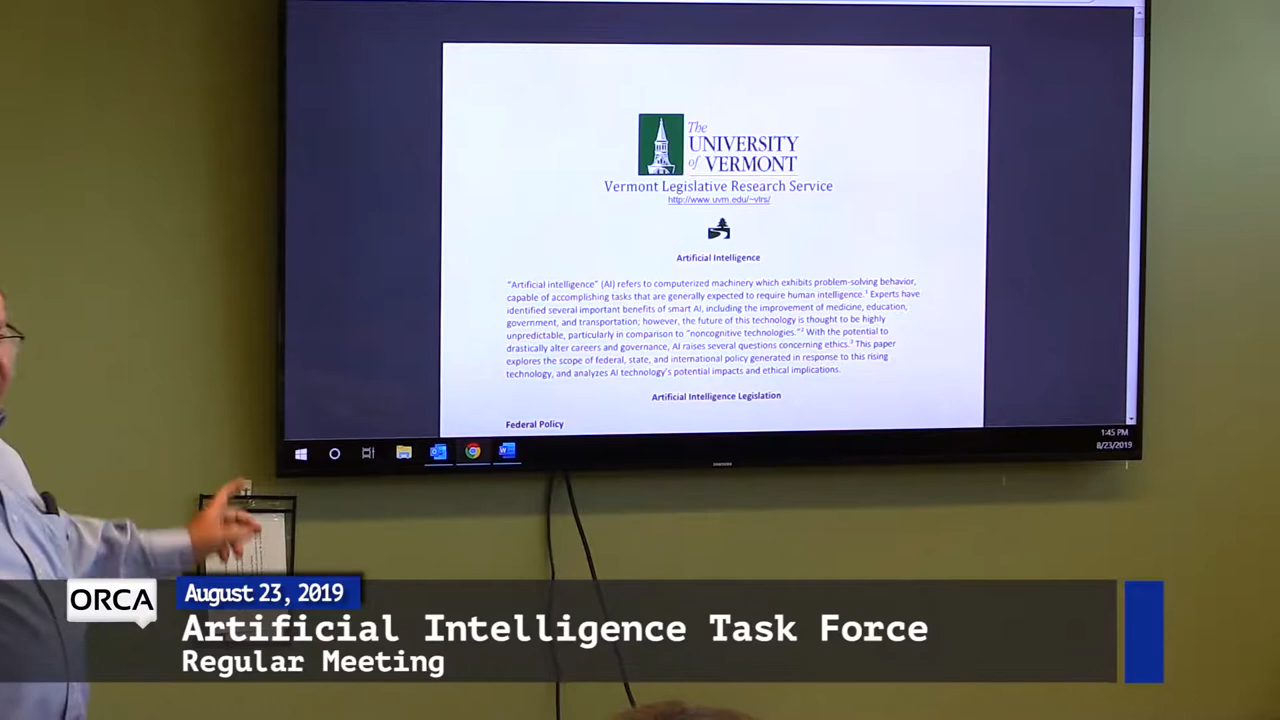 The
UNIVERSITY
of VERMONT
Vermont Legislative Research Service
http://www.uvm.edu/~vlrs/
Artificial Intelligence
"Artificial intelligence" (AI) refers to computerized machinery which exhibits problem-solving behavior,
capable of accomplishing tasks that are generally expected to require human intelligence.¹ Experts have
identified several important benefits of smart AI, including the improvement of medicine, education,
government, and transportation; however, the future of this technology is thought to be highly
unpredictable, particularly in comparison to "noncognitive technologies."² With the potential to
drastically alter careers and governance, AI raises several questions concerning ethics.³ This paper
explores the scope of federal, state, and international policy generated in response to this rising
technology, and analyzes AI technology's potential impacts and ethical implications.
Artificial Intelligence Legislation
Federal Policy
1:45 PM
8/23/2019
SAMSUNG
ORCA
August 23, 2019
Artificial Intelligence Task Force
Regular Meeting